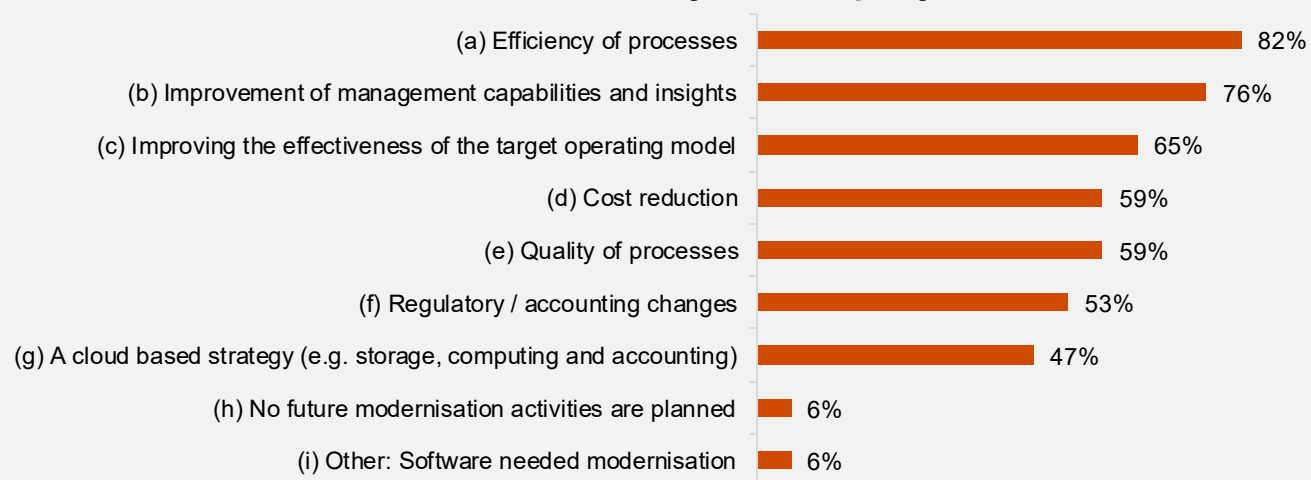 (a) Efficiency of processes 82%
(b) Improvement of management capabilities and insights 76%
(c) Improving the effectiveness of the target operating model 65%
(d) Cost reduction 59%
(e) Quality of processes 59%
(f) Regulatory / accounting changes 53%
(g) A cloud based strategy (e.g. storage, computing and accounting) 47%
(h) No future modernisation activities are planned 6%
(i) Other: Software needed modernisation 6%